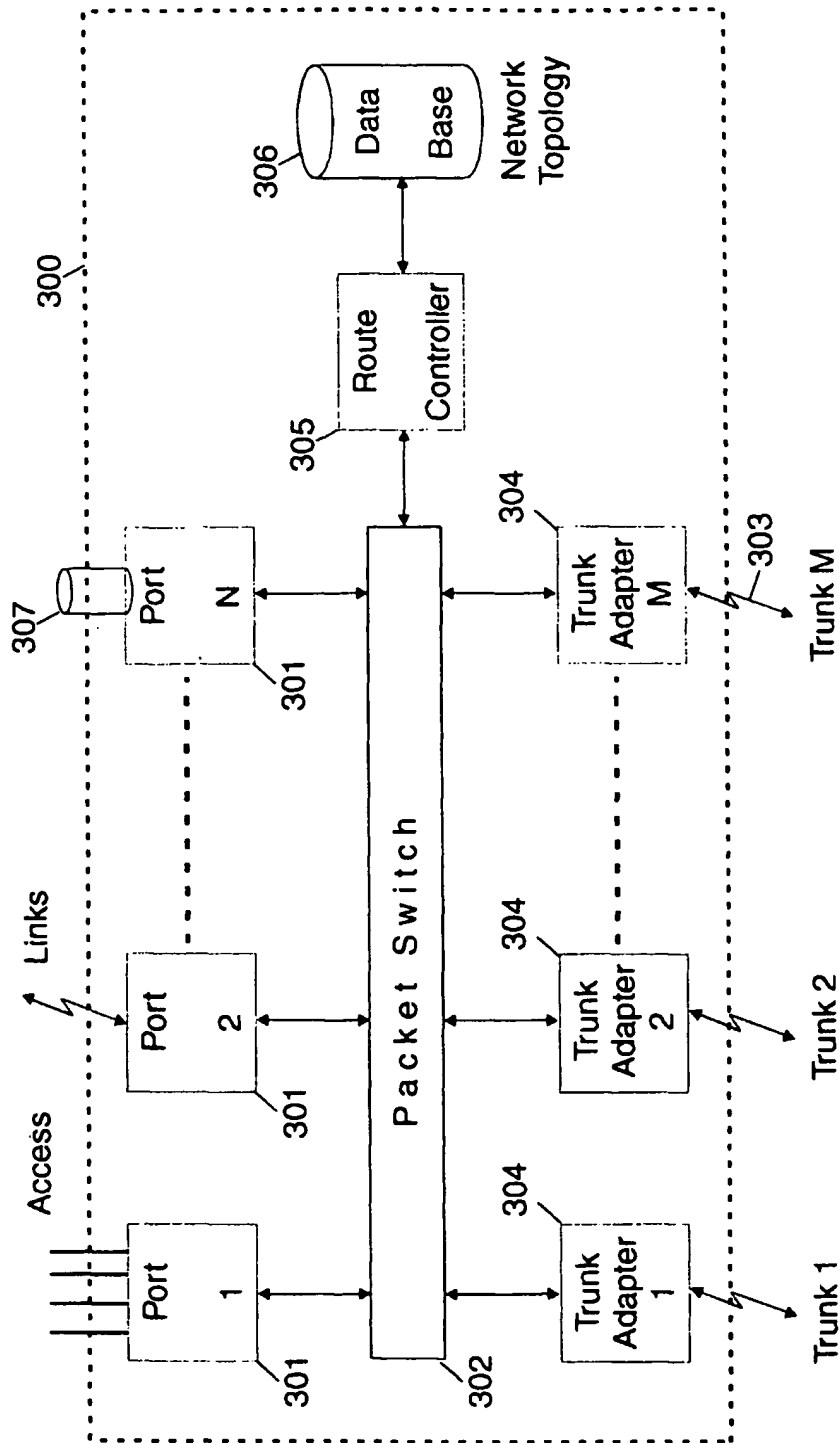 300
Access
Links
307
Port
1
Port
2
Port
N
301
301
301
306
Data
Base
Network
Topology
305
Route
Controller
Packet Switch
302
304
304
304
Trunk
Adapter
1
Trunk
Adapter
2
Trunk
Adapter
M
303
Trunk 1
Trunk 2
Trunk M